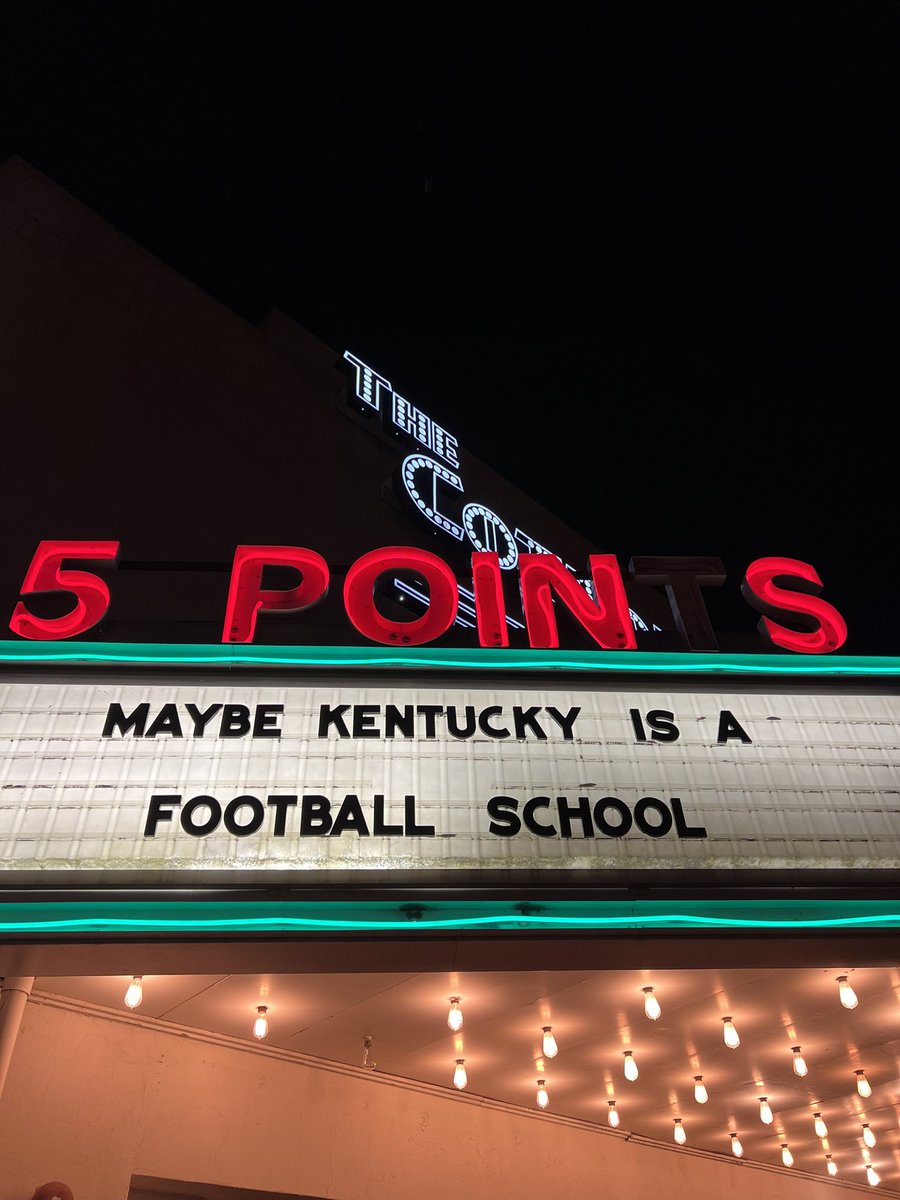 THE
5 POINTS
MAYBE KENTUCKY IS A
FOOTBALL SCHOOL